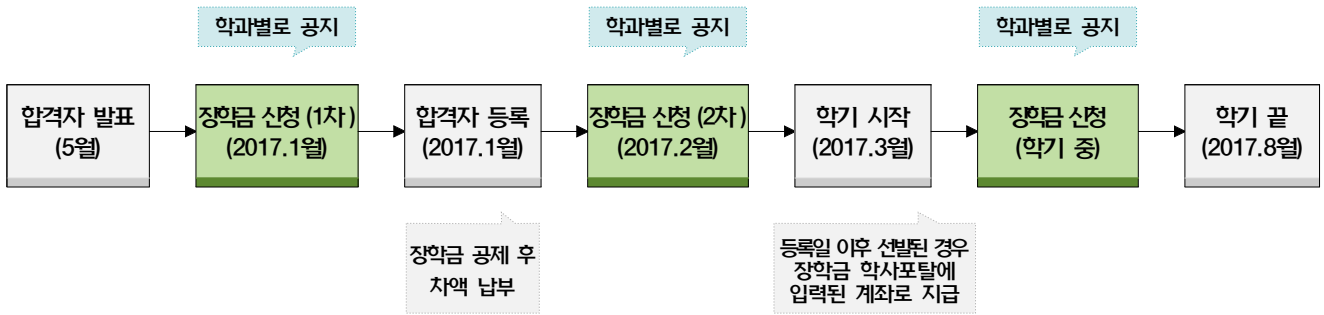 학과별로 공지
학과별로 공지
학과별로 공지
합격자 발표
(5월)
장학금 신청 (1차)
(2017.1월)
합격자 등록
(2017.1월)
장학금 신청 (2차)
(2017.2월)
학기 시작
(2017.3월)
장학금 신청
(학기 중)
학기 끝
(2017.8월)
장학금 공제 후
차액 납부
등록일 이후 선발된 경우
장학금 학사포탈에
입력된 계좌로 지급